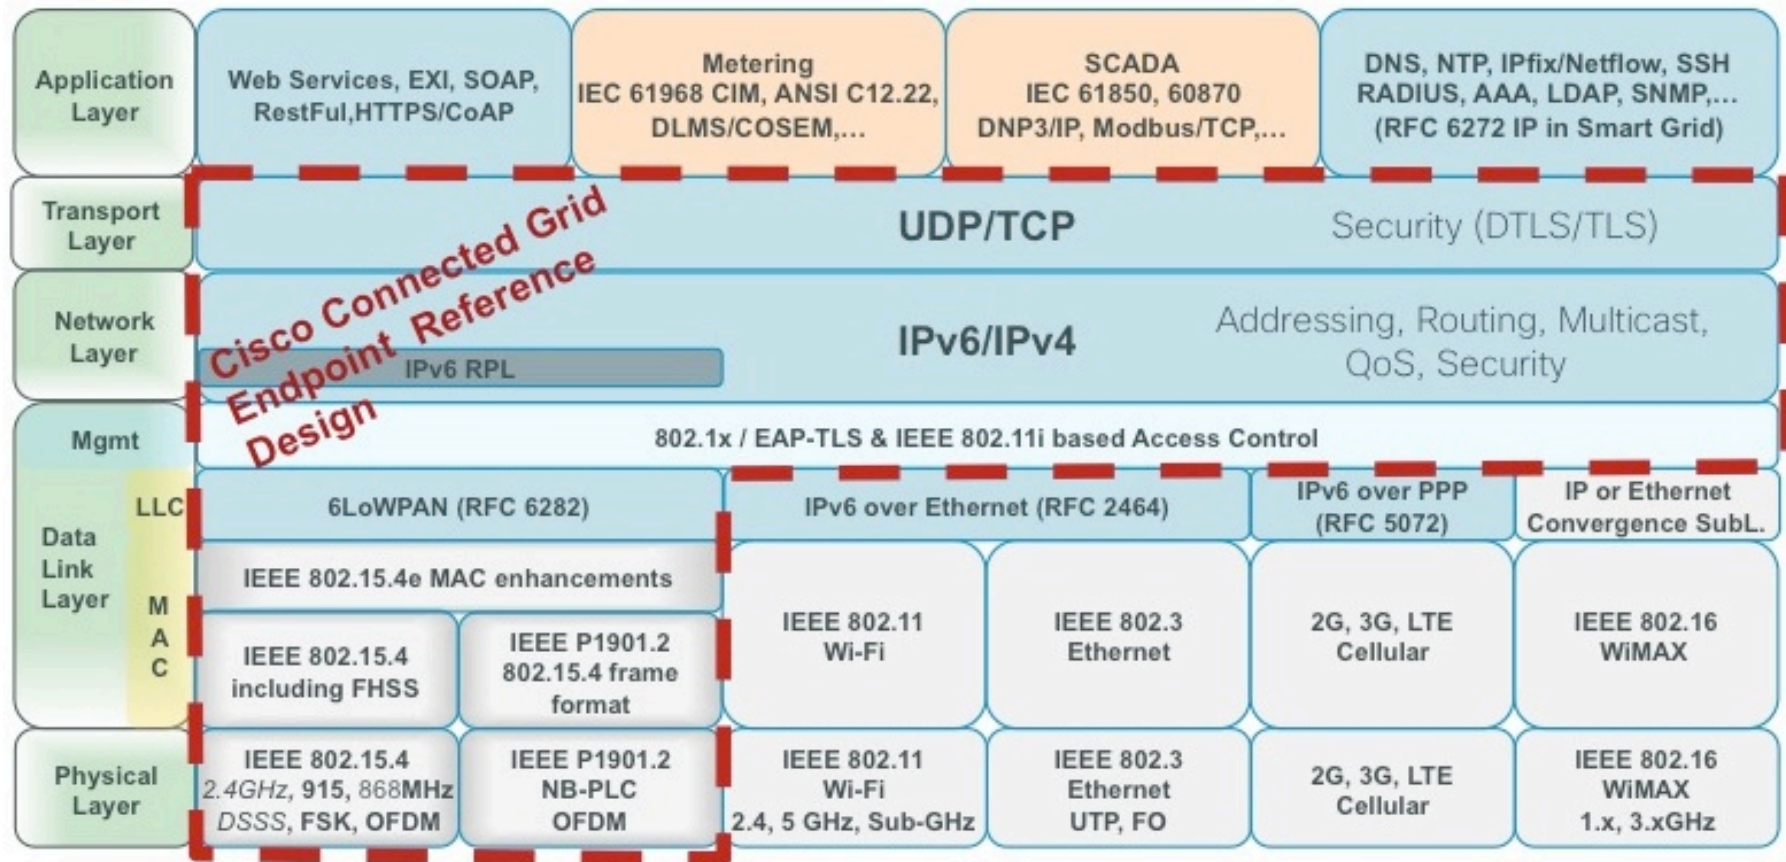 Application
Layer
Web Services, EXI, SOAP,
RestFul,HTTPS/CoAP
Metering
IEC 61968 CIM, ANSI C12.22,
DLMS/COSEM,...
SCADA
IEC 61850, 60870
DNP3/IP, Modbus/TCP,...
DNS, NTP, IPfix/Netflow, SSH
RADIUS, AAA, LDAP, SNMP,...
(RFC 6272 IP in Smart Grid)
Transport
Layer
UDP/TCP
Security (DTLS/TLS)
Cisco Connected Grid
Endpoint Reference
Design
Network
Layer
IPv6/IPv4
Addressing, Routing, Multicast,
QoS, Security
IPv6 RPL
Mgmt
802.1x / EAP-TLS & IEEE 802.11i based Access Control
Data
Link
Layer
LLC
M
A
C
6LoWPAN (RFC 6282)
IPv6 over Ethernet (RFC 2464)
IPv6 over PPP
(RFC 5072)
IP or Ethernet
Convergence SubL.
IEEE 802.15.4e MAC enhancements
IEEE 802.15.4
including FHSS
IEEE P1901.2
802.15.4 frame
format
IEEE 802.11
Wi-Fi
IEEE 802.3
Ethernet
2G, 3G, LTE
Cellular
IEEE 802.16
WiMAX
Physical
Layer
IEEE 802.15.4
2.4GHz, 915, 868MHz
DSSS, FSK, OFDM
IEEE P1901.2
NB-PLC
OFDM
IEEE 802.11
Wi-Fi
2.4, 5 GHz, Sub-GHz
IEEE 802.3
Ethernet
UTP, FO
2G, 3G, LTE
Cellular
IEEE 802.16
WiMAX
1.x, 3.xGHz